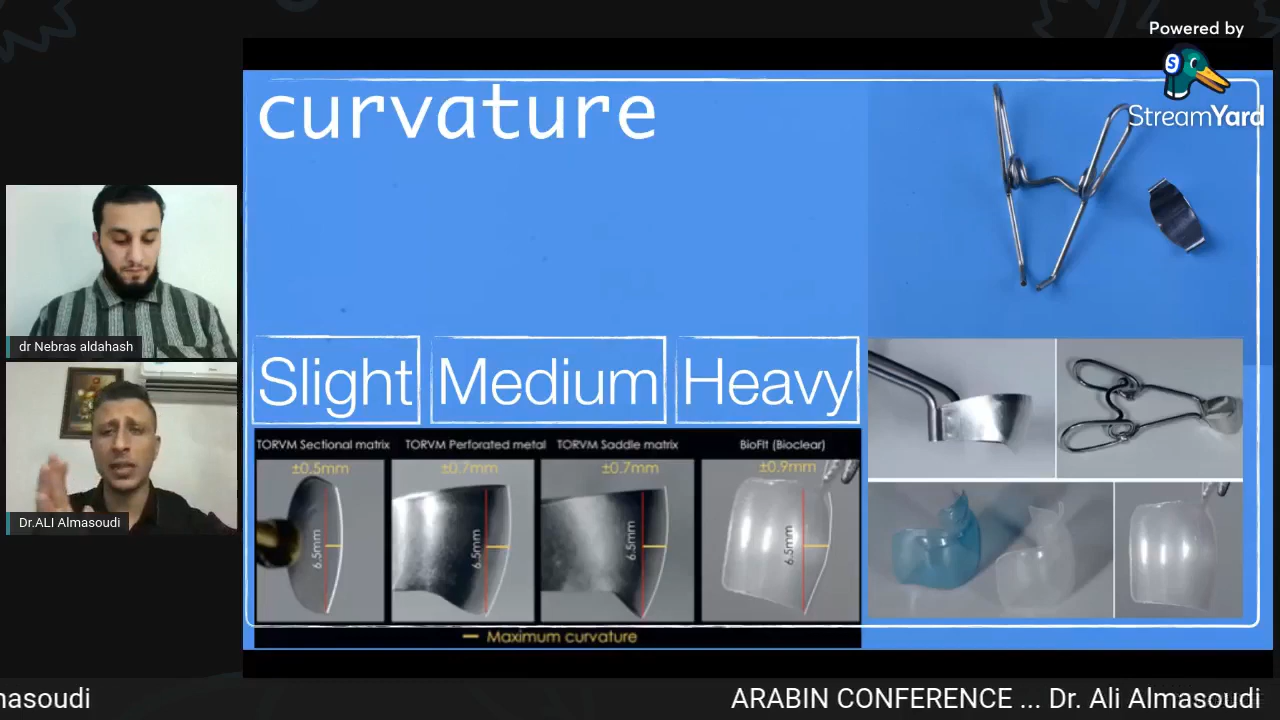 Powered by
StreamYard
curvature
Slight Medium Heavy
TORVM Sectional matrix TORVM Perforated metal TORVM Saddle matrix BioFit (Bioclear)
±0.5mm ±0.7mm ±0.7mm ±0.9mm
6.5mm 6.5mm 6.5mm 6.5mm
Maximum curvature
dr Nebras aldahash
Dr.ALI Almasoudi
masoudi ARABIN CONFERENCE ... Dr. Ali Almasoudi